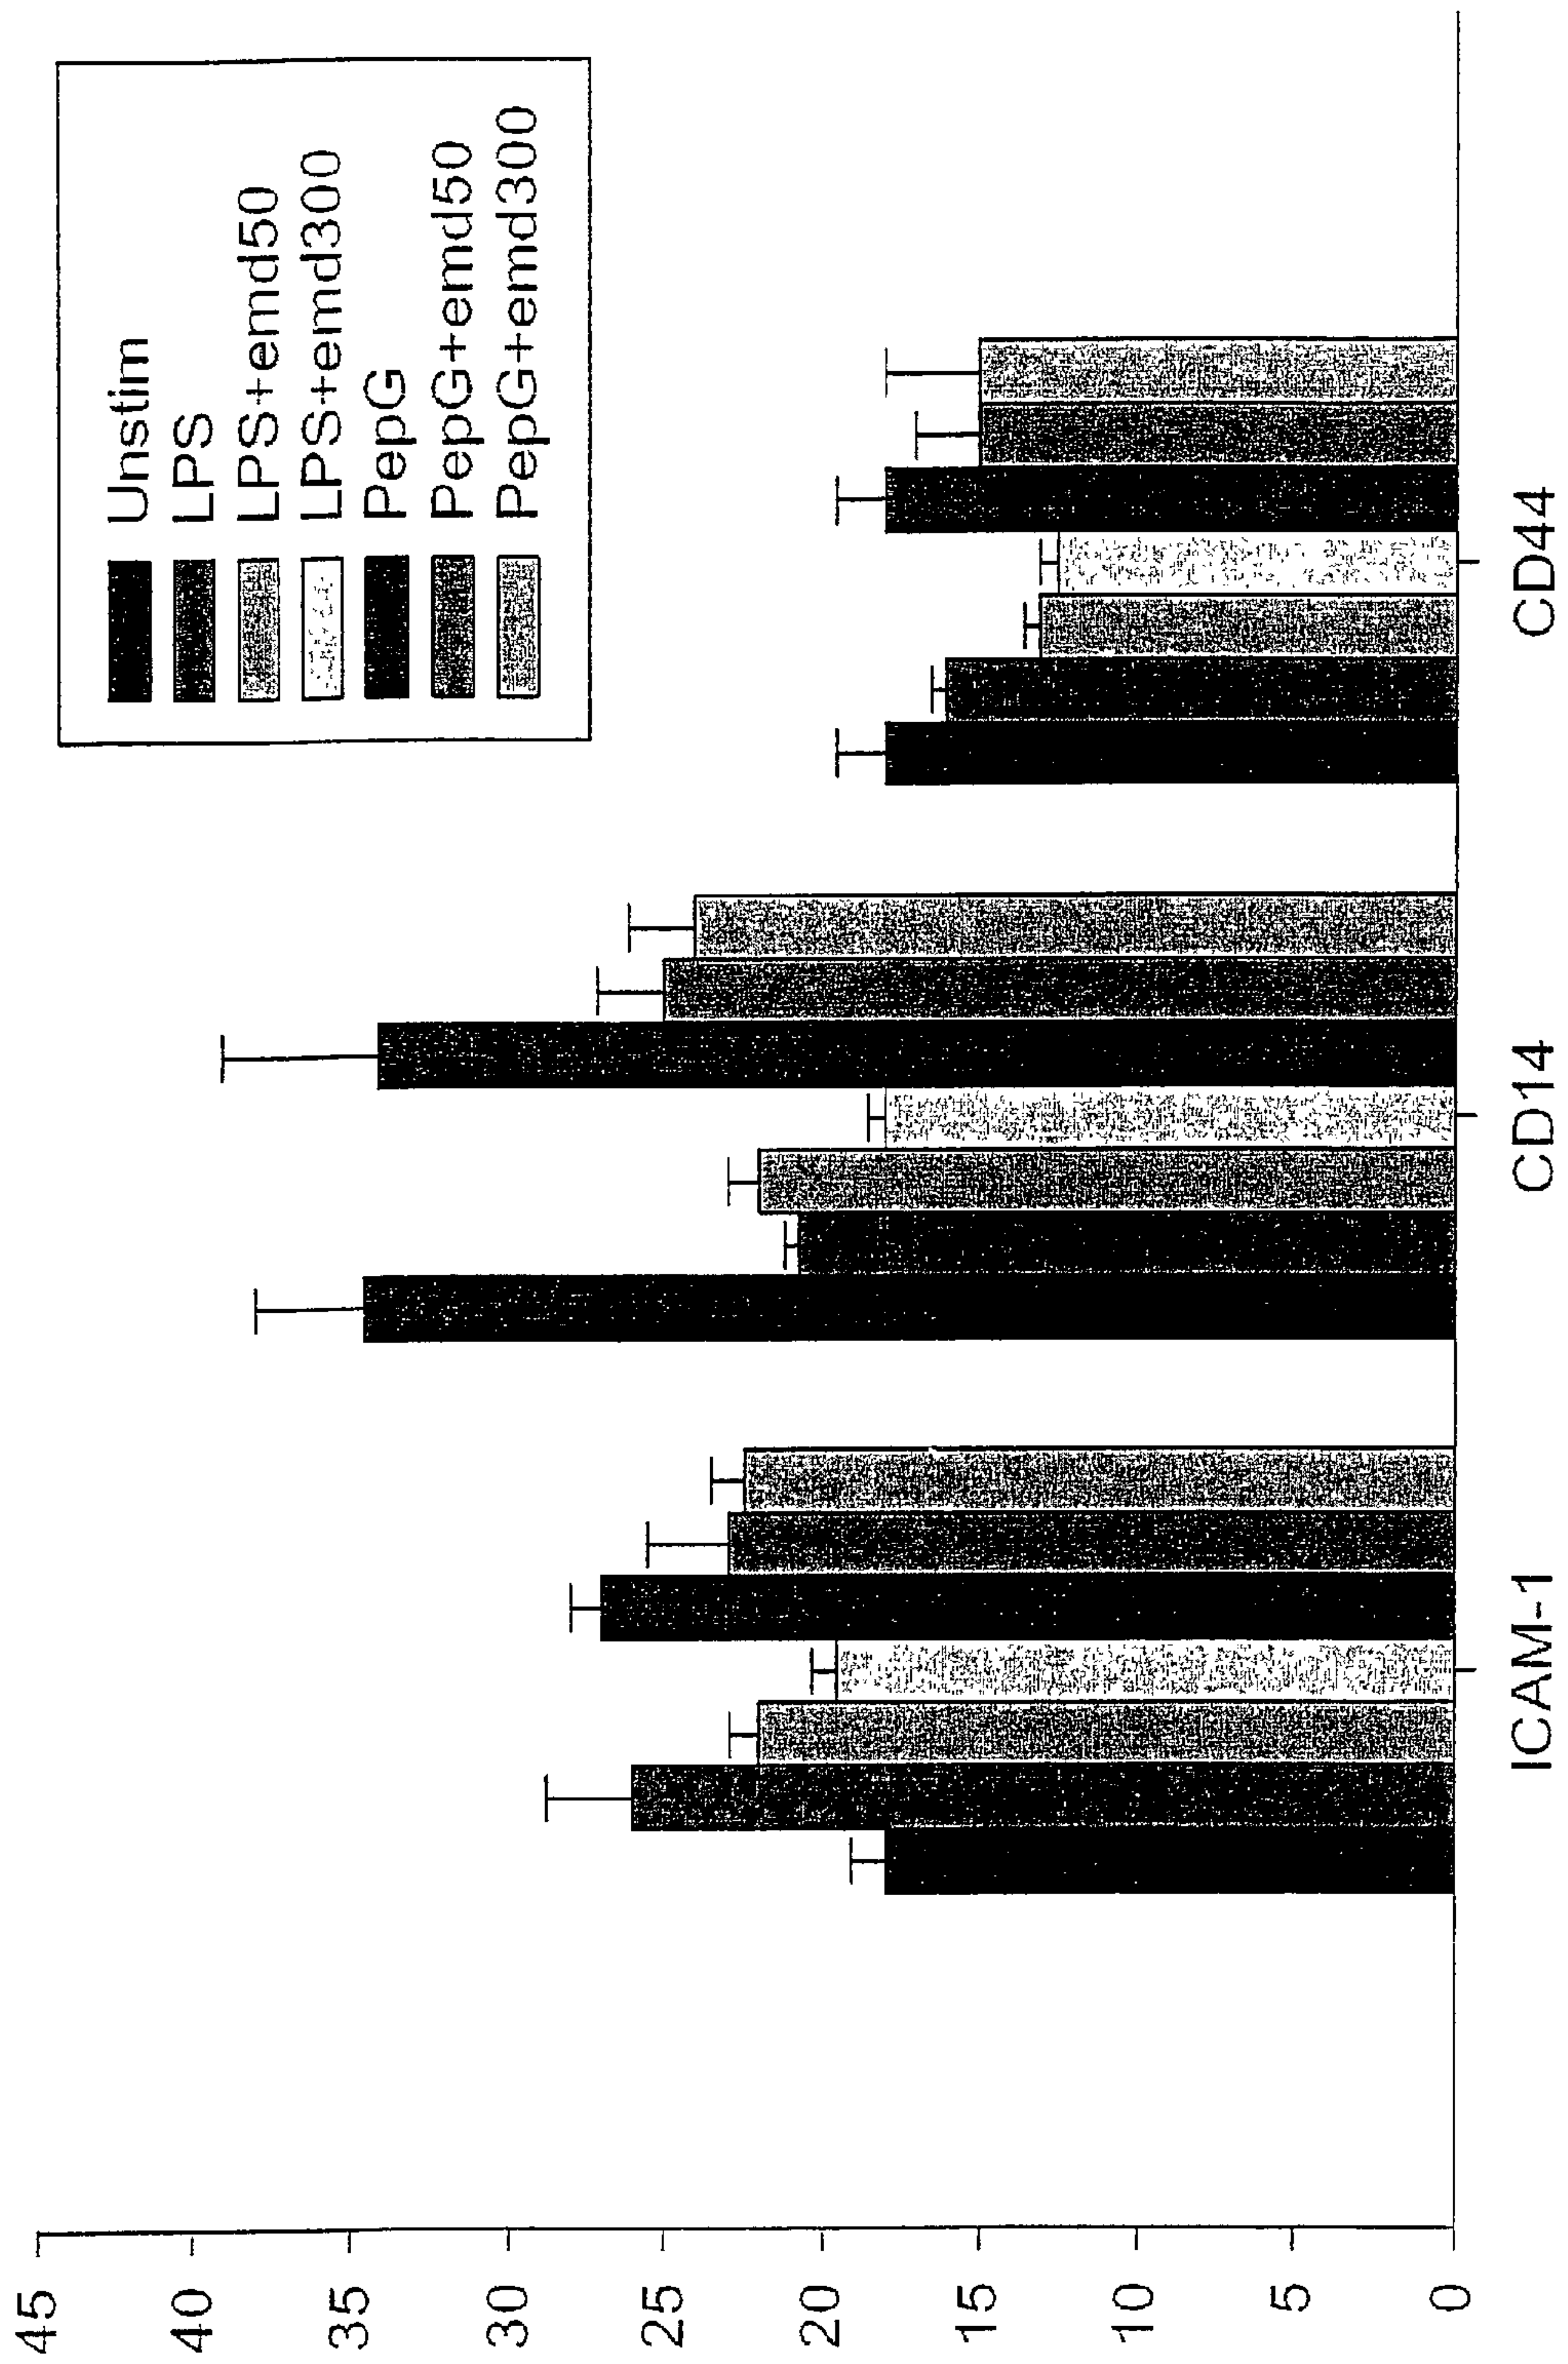 Unstim
LPS
LPS+emd50
LPS+emd300
PepG
PepG+emd50
PepG+emd300
45
40
35
30
25
20
15
10
5
0
ICAM-1
CD14
CD44